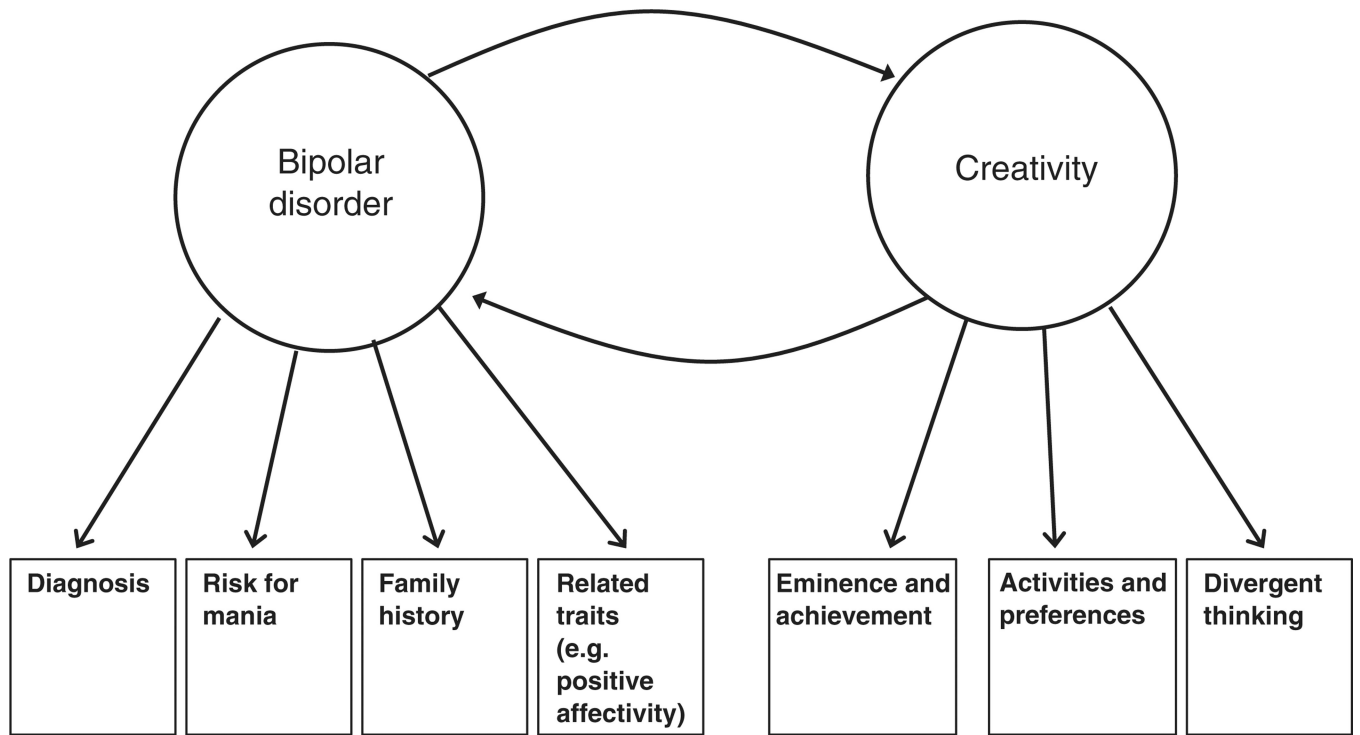 Bipolar
disorder
Creativity
Diagnosis
Risk for
mania
Family
history
Related
traits
(e.g.
positive
affectivity)
Eminence and
achievement
Activities and
preferences
Divergent
thinking